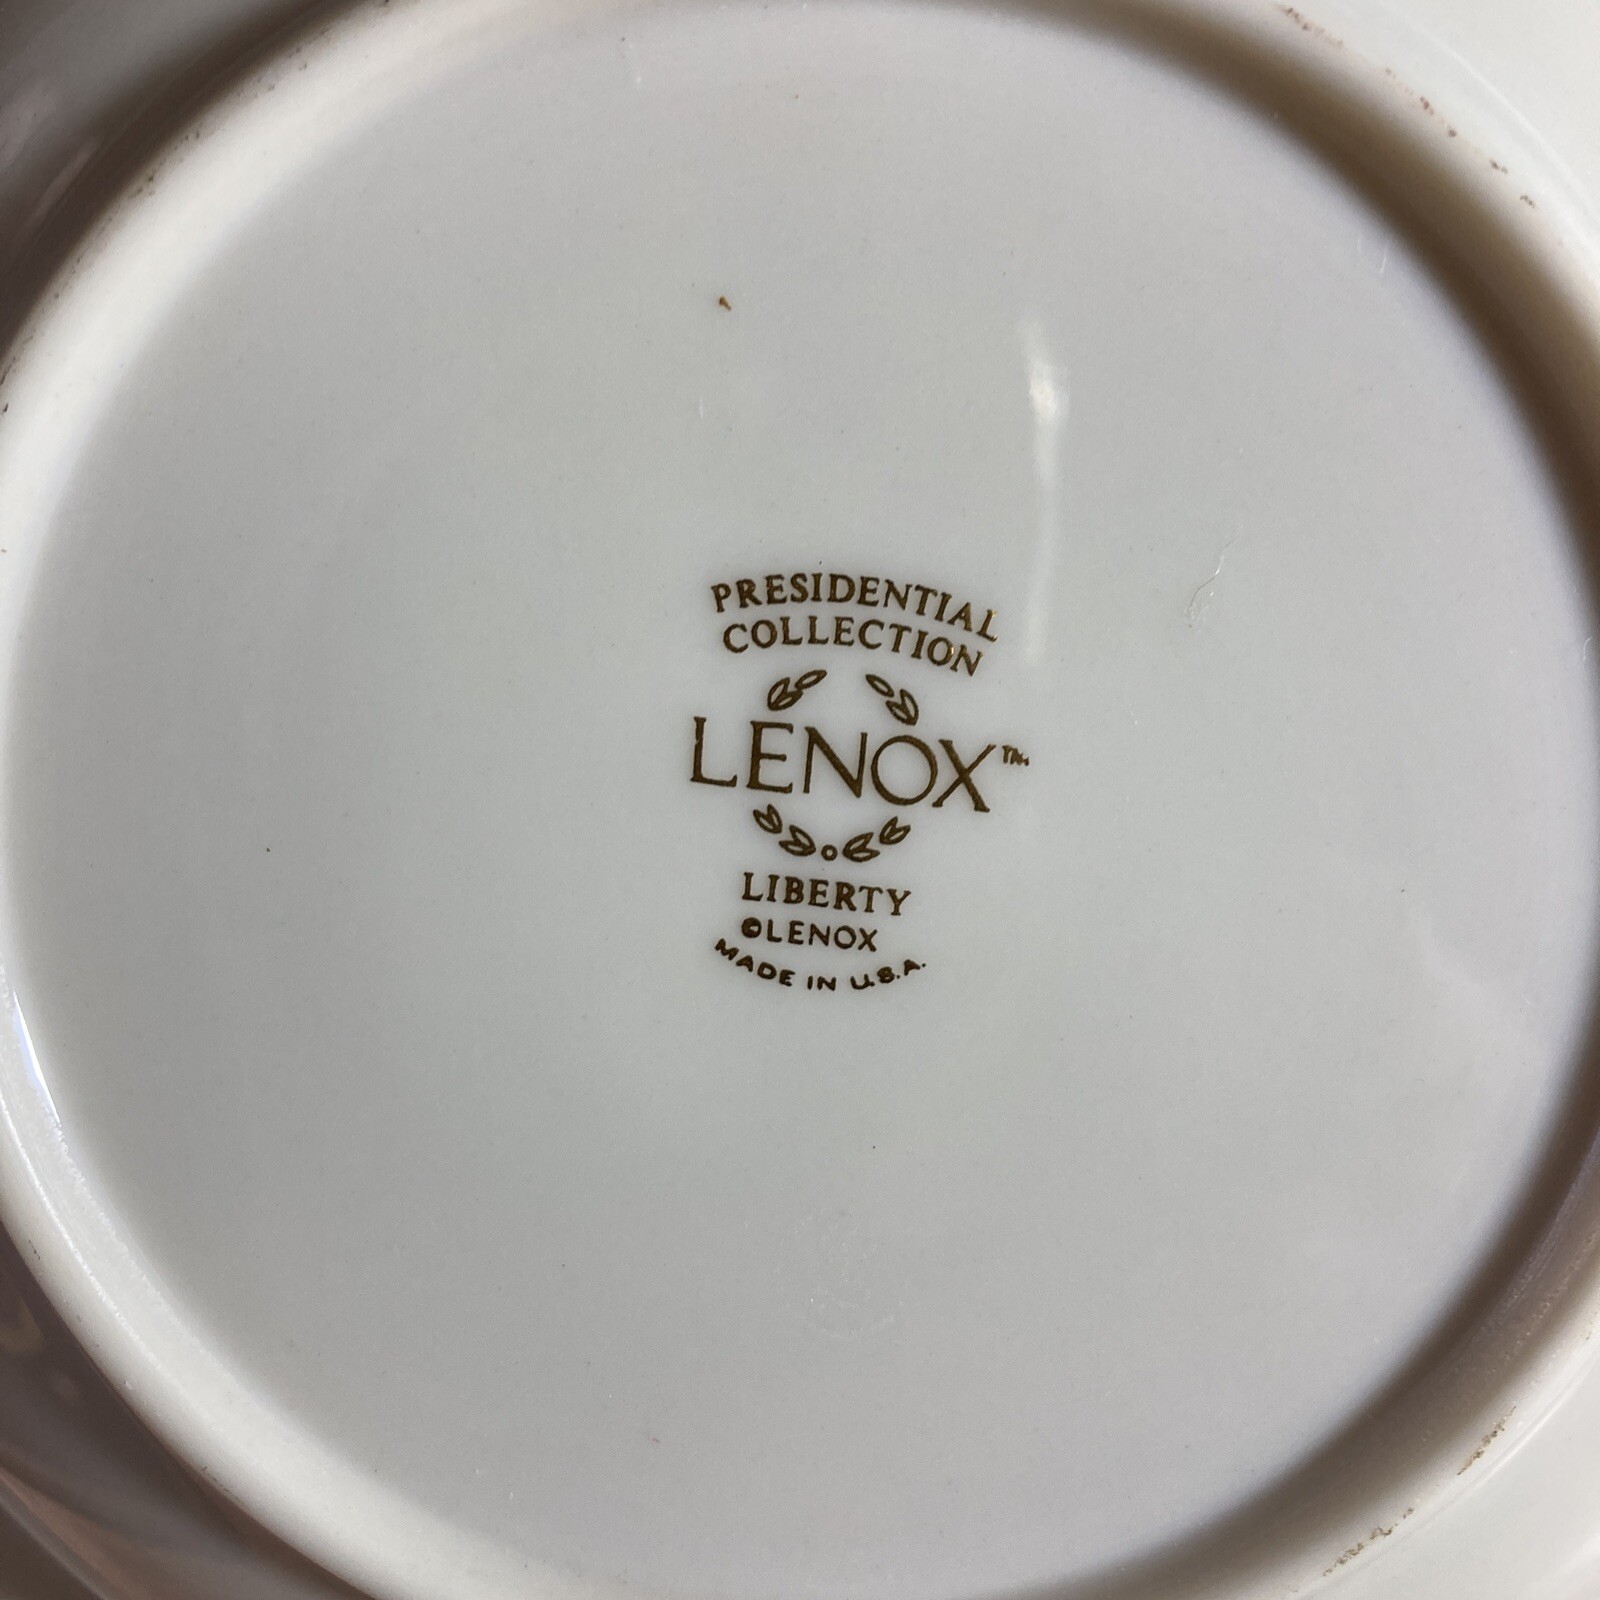 PRESIDENTIAL
COLLECTION
LENOX™
LIBERTY
©LENOX
MADE IN U.S.A.